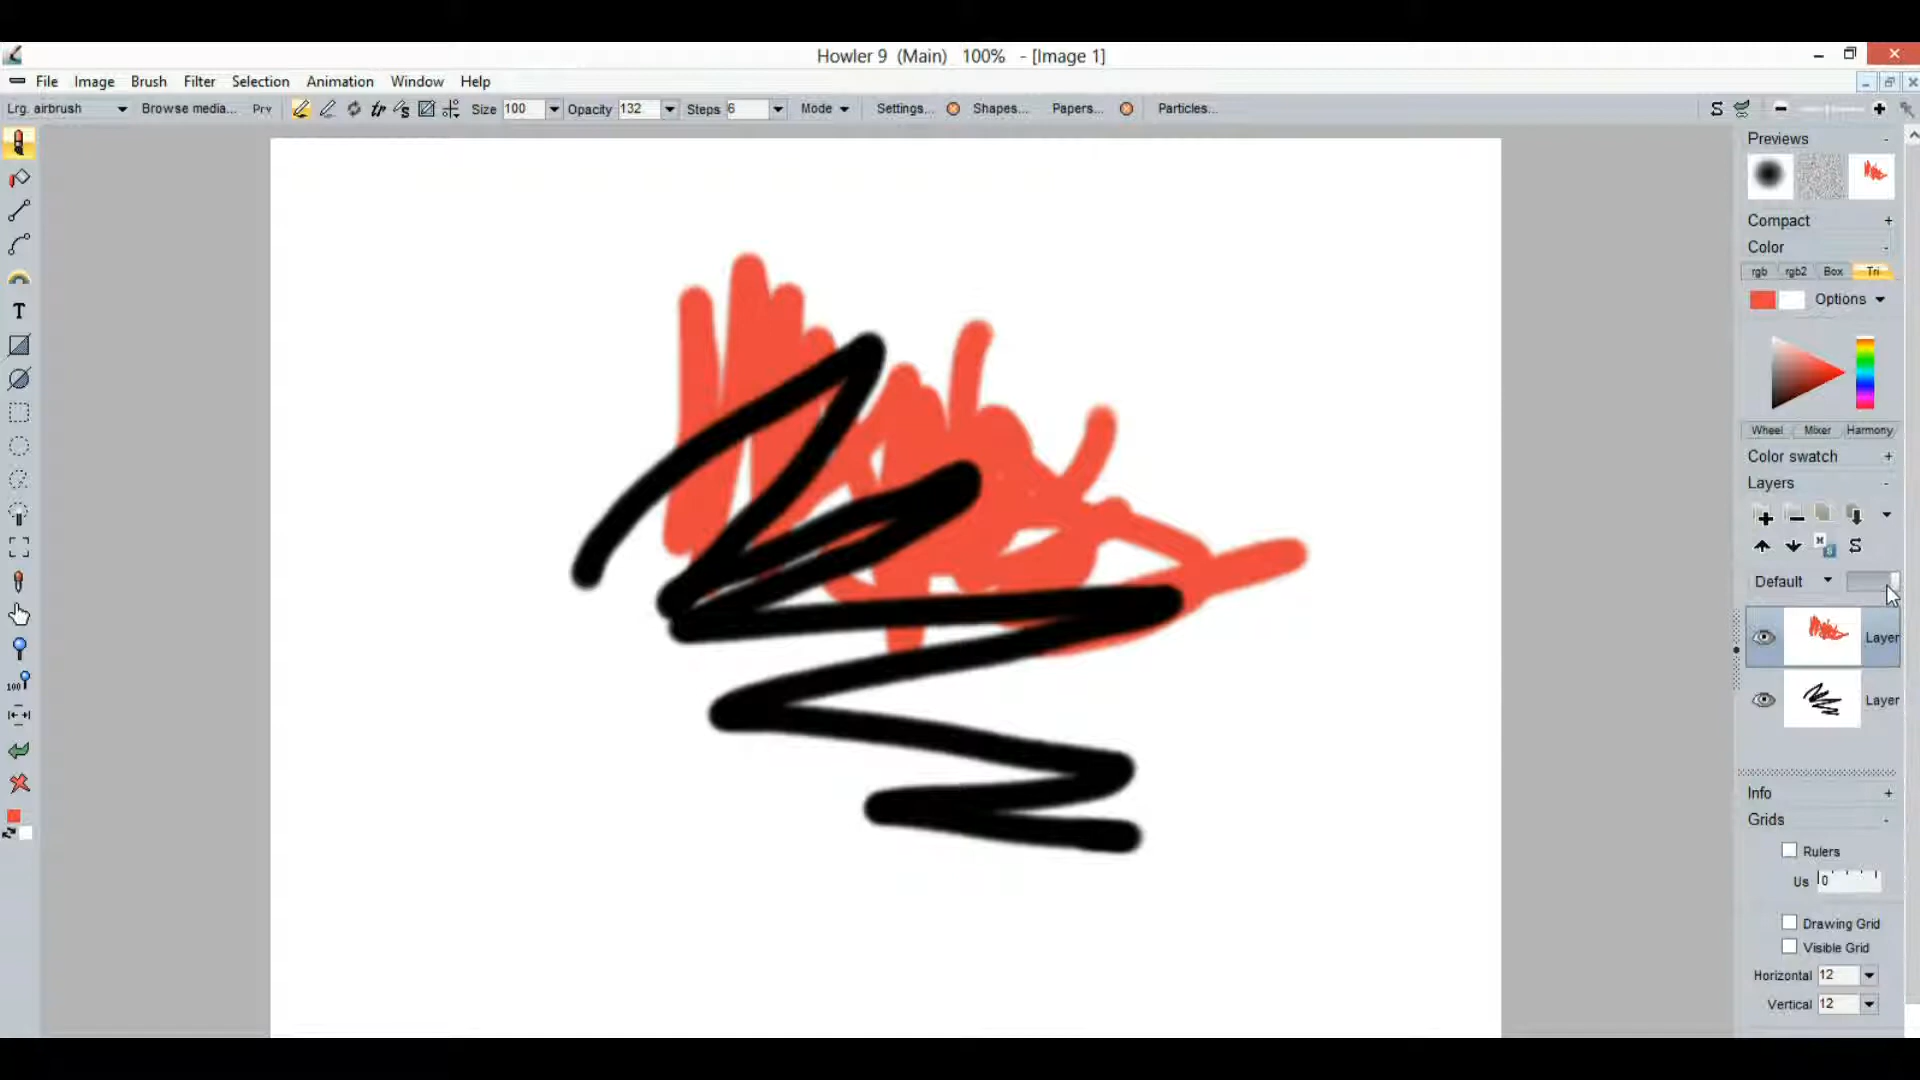 Howler 9 (Main) 100% - [Image 1]
File Image Brush Filter Selection Animation Window Help
Lrg. airbrush Browse media... Prv tr S Size 100 Opacity 132 Steps 6 Mode Settings... Shapes... Papers... Particles... S
Previews -
Compact +
Color -
rgb rgb2 Box Tri
Options
T
Wheel Mixer Harmony
Color swatch +
Layers -
Default
Layer
100
Layer
Info +
Grids -
Rulers
Us 0
Drawing Grid
Visible Grid
Horizontal 12
Vertical 12